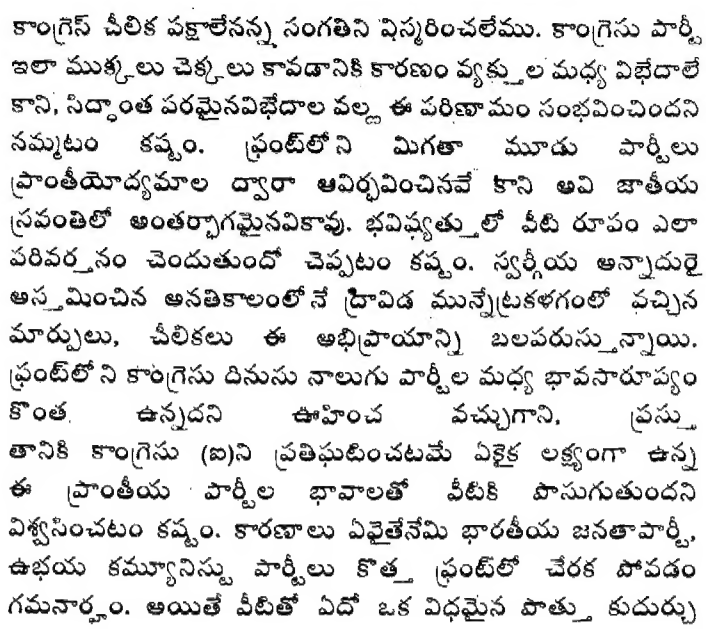 కాంగ్రెస్ చీలిక పక్షాలేనన్న సంగతిని విస్మరించలేము. కాంగ్రెసు పార్టీ
ఇలా ముక్కలు చెక్కలు కావడానికి కారణం వ్యక్తుల మధ్య విభేదాలే
కాని, సిద్ధాంత పరమైనవిభేదాల వల్ల ఈ పరిణామం సంభవించిందని
నమ్మటం కష్టం. ఫ్రంట్‌లోని మిగతా మూడు పార్టీలు
ప్రాంతీయోద్యమాల ద్వారా ఆవిర్భవించినవే కాని అవి జాతీయ
స్రవంతిలో అంతర్భాగమైనవికావు. భవిష్యత్తులో వీటి రూపం ఎలా
పరివర్తనం చెందుతుందో చెప్పటం కష్టం. స్వర్గీయ అన్నాదురై
అస్తమించిన అనతికాలంలోనే ద్రావిడ మున్నేట్రకళగంలో వచ్చిన
మార్పులు, చీలికలు ఈ అభిప్రాయాన్ని బలపరుస్తున్నాయి.
ఫ్రంట్‌లోని కాంగ్రెసు దినుసు నాలుగు పార్టీల మధ్య భావసారూప్యం
కొంత ఉన్నదని ఊహించ వచ్చుగాని, ప్రస్తు
తానికి కాంగ్రెసు (ఐ)ని ప్రతిఘటించటమే ఏకైక లక్ష్యంగా ఉన్న
ఈ ప్రాంతీయ పార్టీల భావాలతో వీటికి పొసుగుతుందని
విశ్వసించటం కష్టం. కారణాలు ఏవైతేనేమి భారతీయ జనతాపార్టీ,
ఉభయ కమ్యూనిస్టు పార్టీలు కొత్త ఫ్రంట్‌లో చేరక పోవడం
గమనార్హం. అయితే వీటితో ఏదో ఒక విధమైన పొత్తు కుదుర్చు